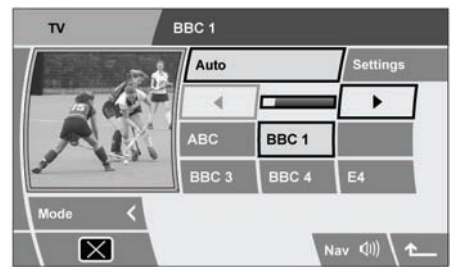 TV BBC 1
Auto Settings
ABC BBC 1
BBC 3 BBC 4 E4
Mode
Nav